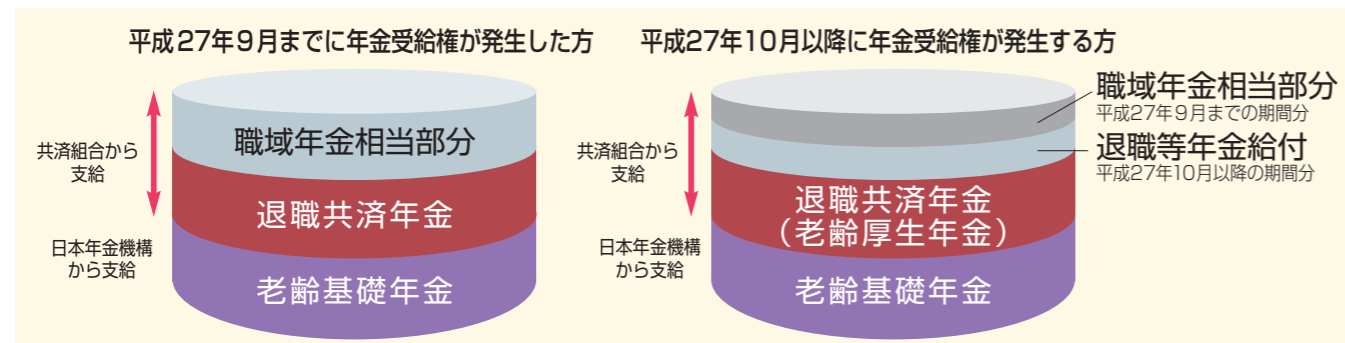 平成27年9月までに年金受給権が発生した方
共済組合から
支給
日本年金機構
から支給
職域年金相当部分
退職共済年金
老齢基礎年金
平成27年10月以降に年金受給権が発生する方
共済組合から
支給
日本年金機構
から支給
退職共済年金
（老齢厚生年金）
老齢基礎年金
職域年金相当部分
平成27年9月までの期間分
退職等年金給付
平成27年10月以降の期間分